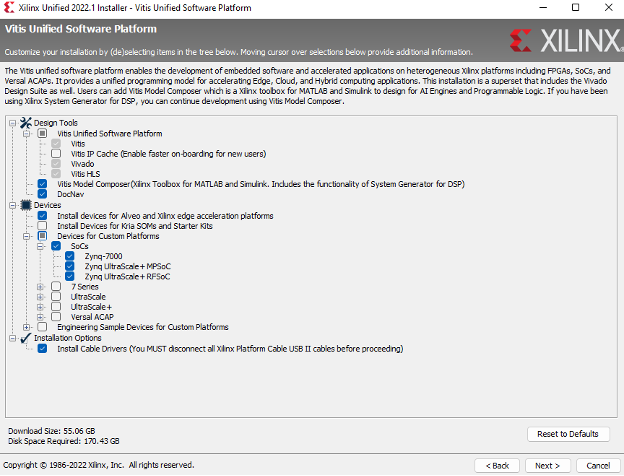 Xilinx Unified 2022.1 Installer - Vitis Unified Software Platform
Vitis Unified Software Platform
Customize your installation by (de)selecting items in the tree below. Moving cursor over selections below provide additional information.
XILINX
The Vitis unified software platform enables the development of embedded software and accelerated applications on heterogeneous Xilinx platforms including FPGAs, SoCs, and
Versal ACAPs. It provides a unified programming model for accelerating Edge, Cloud, and Hybrid computing applications. This installation is a superset that includes the Vivado
Design Suite as well. Users can add Vitis Model Composer which is a Xilinx toolbox for MATLAB and Simulink to design for AI Engines and Programmable Logic. If you have been
using Xilinx System Generator for DSP, you can continue development using Vitis Model Composer.
Design Tools
Vitis Unified Software Platform
Vitis
Vitis IP Cache (Enable faster on-boarding for new users)
Vivado
Vitis HLS
Vitis Model Composer(Xilinx Toolbox for MATLAB and Simulink. Includes the functionality of System Generator for DSP)
DocNav
Devices
Install devices for Alveo and Xilinx edge acceleration platforms
Install Devices for Kria SOMs and Starter Kits
Devices for Custom Platforms
SoCs
Zynq-7000
Zynq UltraScale+ MPSoC
Zynq UltraScale+ RFSoC
7 Series
UltraScale
UltraScale+
Versal ACAP
Engineering Sample Devices for Custom Platforms
Installation Options
Install Cable Drivers (You MUST disconnect all Xilinx Platform Cable USB II cables before proceeding)
Download Size: 55.06 GB
Disk Space Required: 170.43 GB
Reset to Defaults
Copyright © 1986-2022 Xilinx, Inc. All rights reserved.
< Back
Next >
Cancel